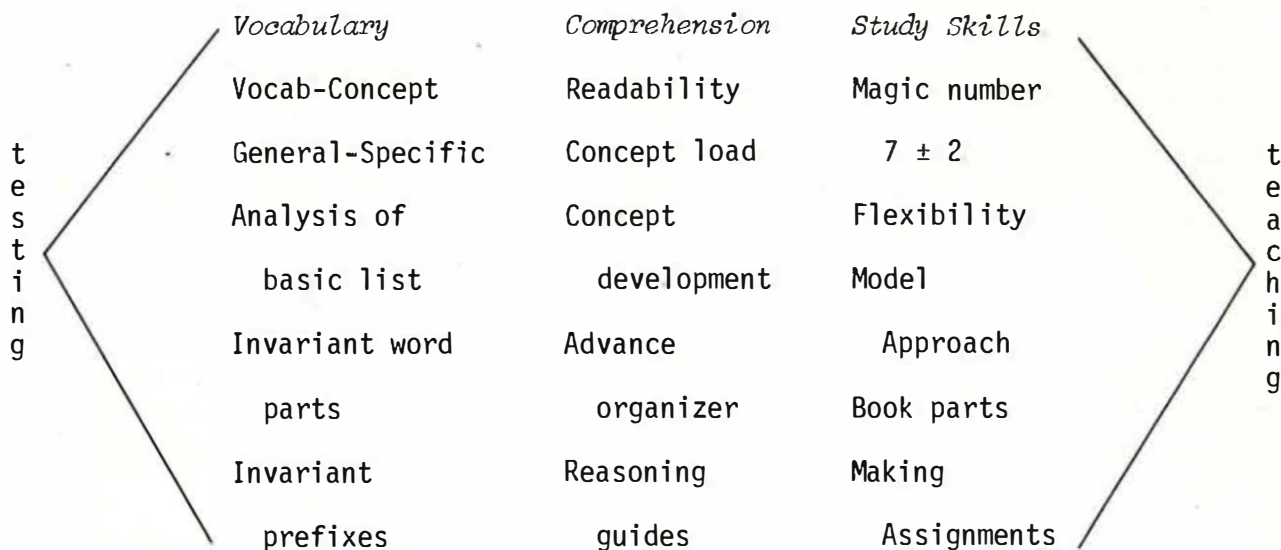 Vocabulary Comprehension Study Skills
Vocab-Concept Readability Magic number
General-Specific Concept load 7 ± 2
Analysis of Concept Flexibility
basic list development Model
Invariant word Advance Approach
parts organizer Book parts
Invariant Reasoning Making
prefixes guides Assignments
testing
teaching